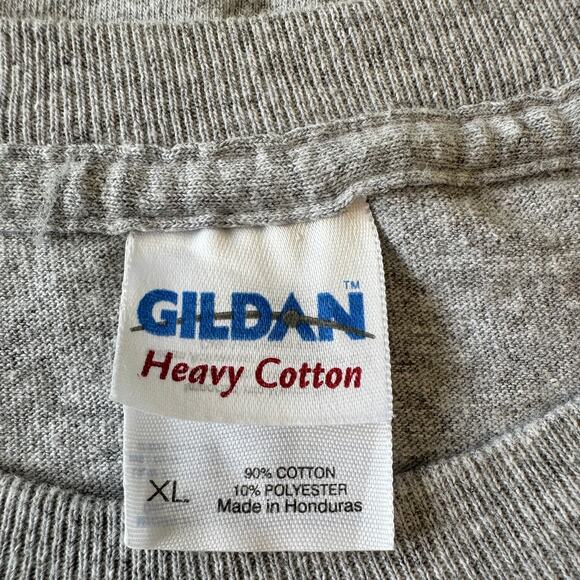 GILDAN™
Heavy Cotton
XL
90% COTTON
10% POLYESTER
Made in Honduras